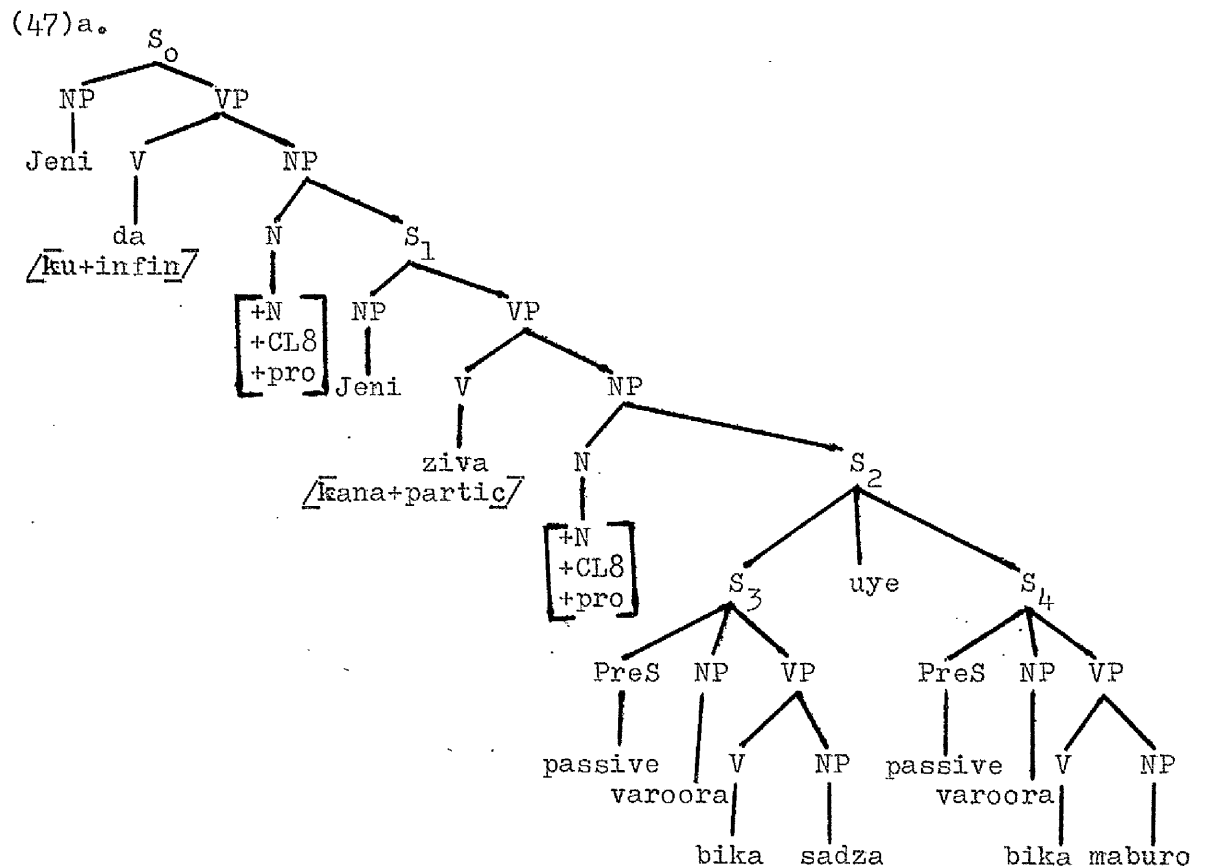 (47)a.
S0
NP VP
Jeni V NP
da N S1
/ku+infin/
+N NP VP
+CL8
+pro Jeni V NP
ziva N S2
/kana+partic/
+N
+CL8 S3 uye S4
+pro
PreS NP VP PreS NP VP
passive V NP passive V NP
varoora varoora
bika sadza bika maburo